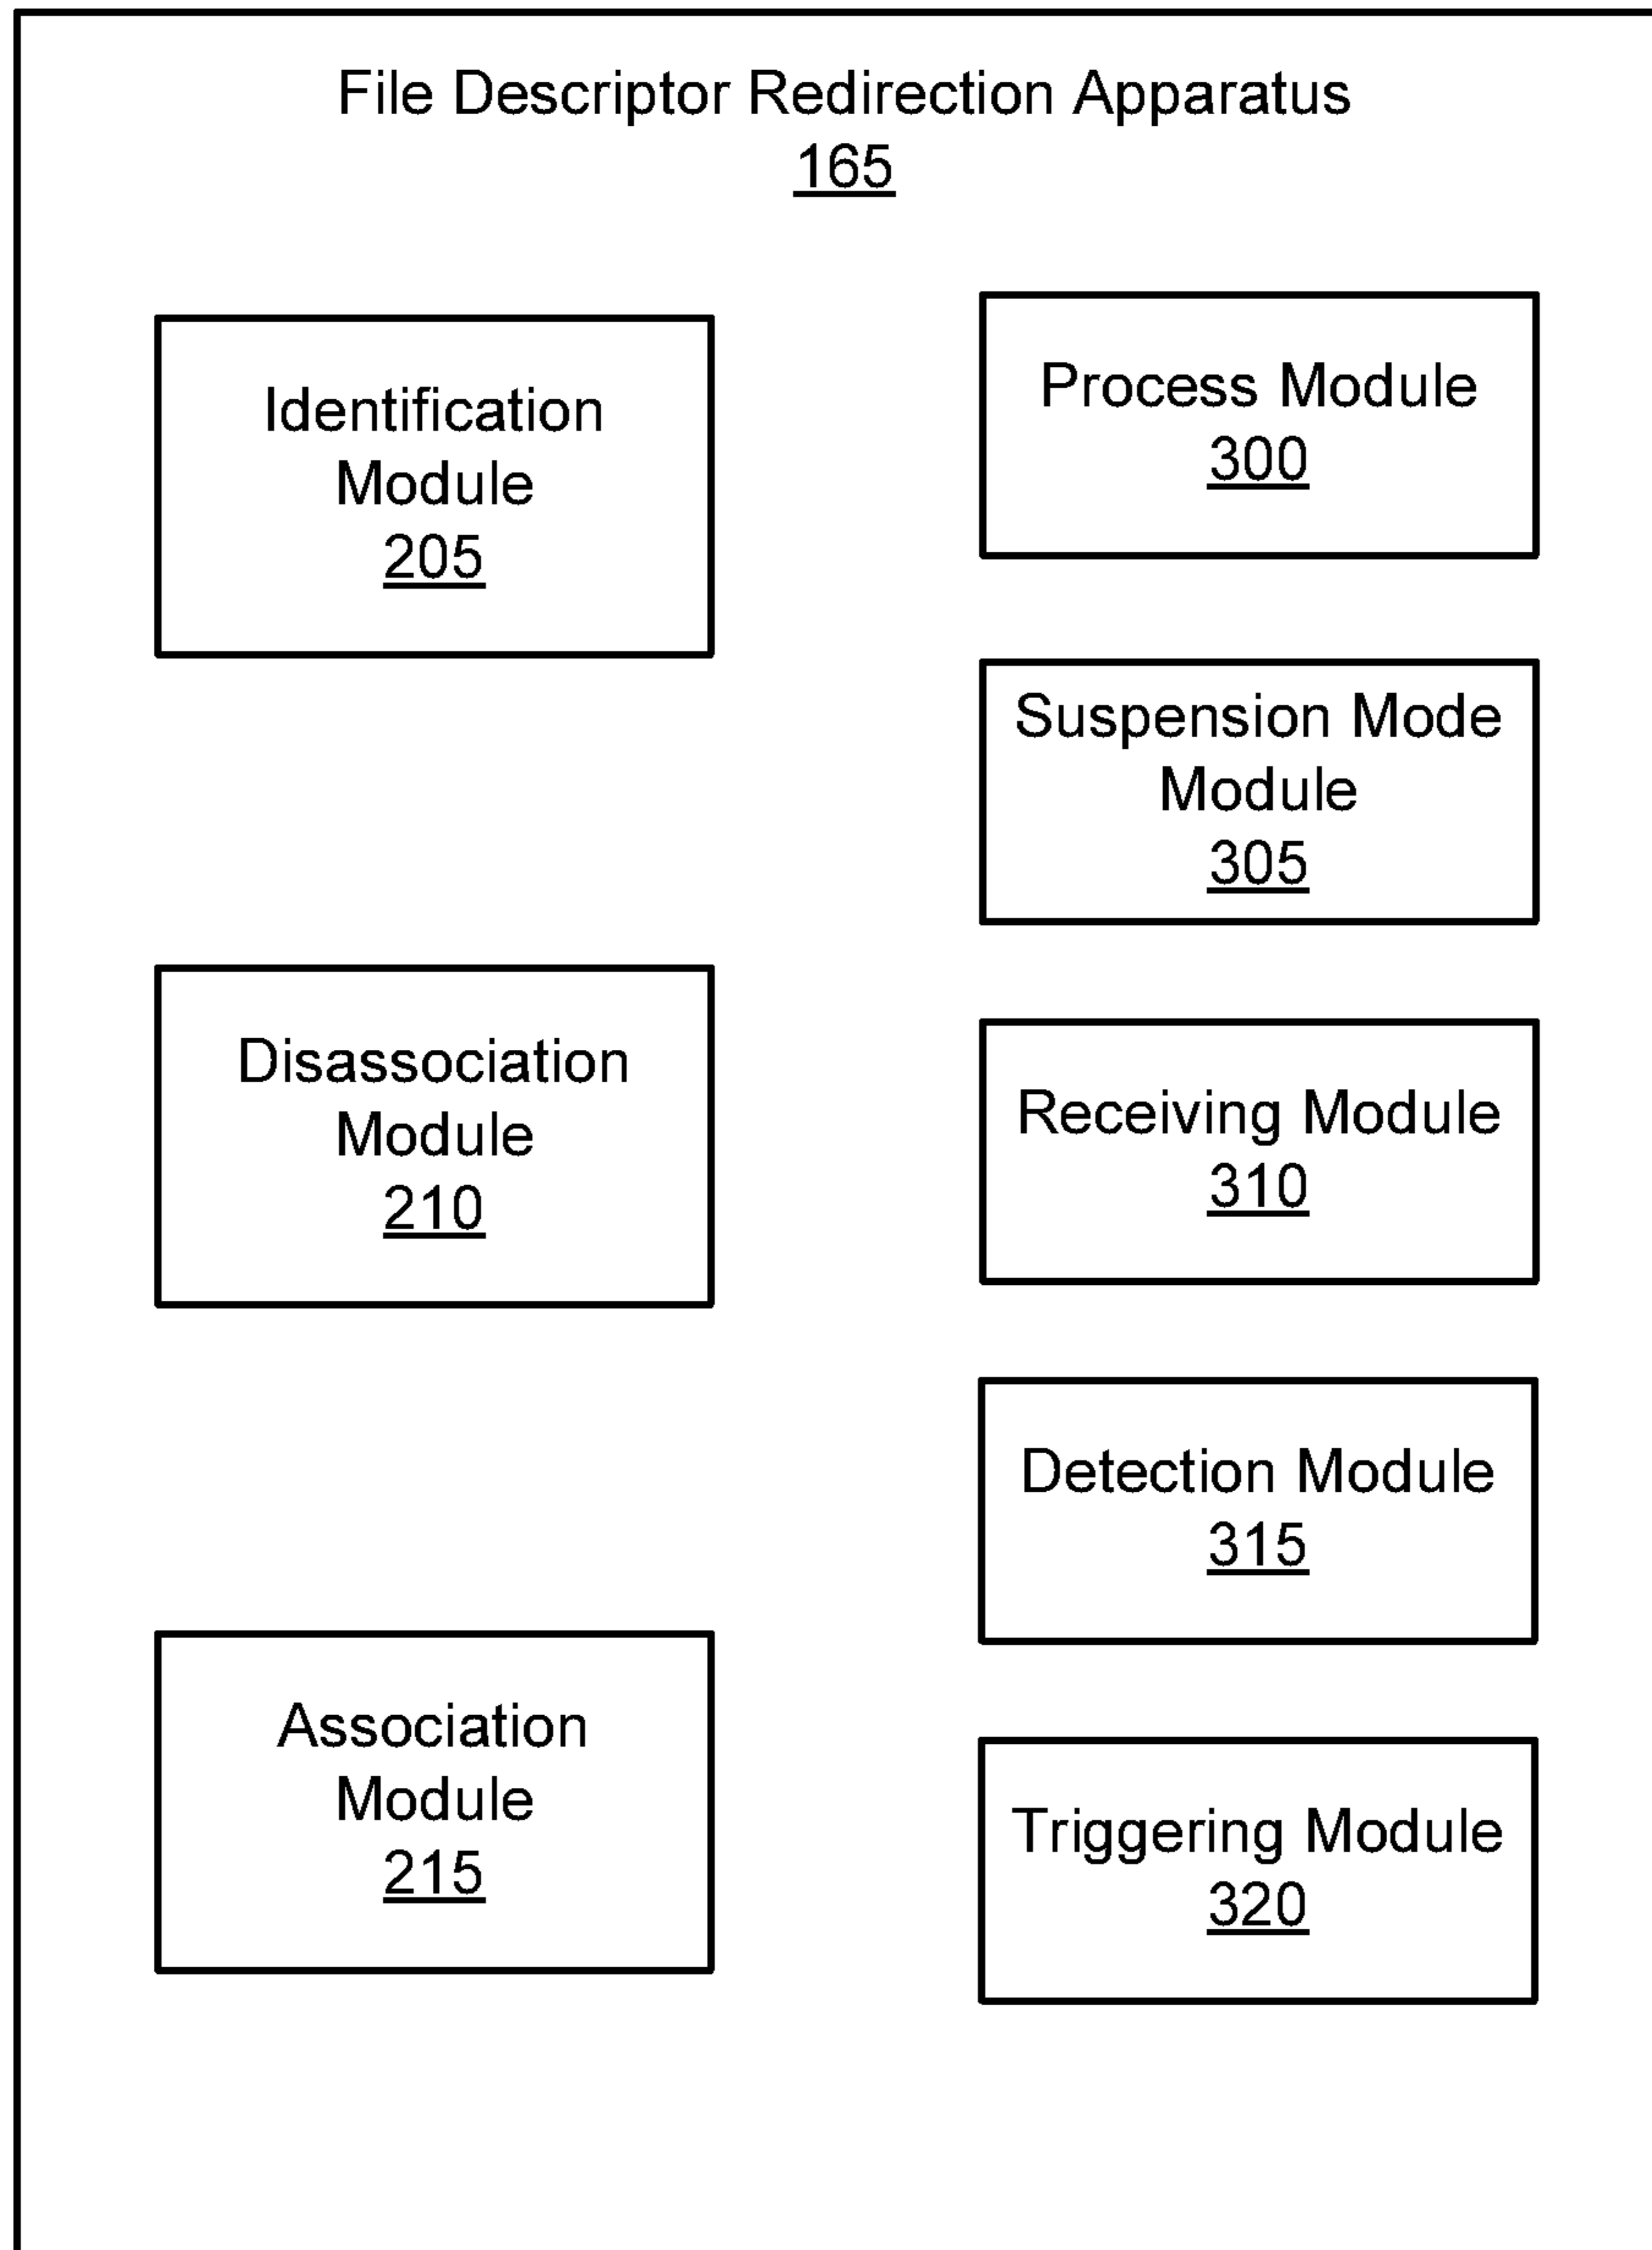 File Descriptor Redirection Apparatus
165
Identification
Module
205
Disassociation
Module
210
Association
Module
215
Process Module
300
Suspension Mode
Module
305
Receiving Module
310
Detection Module
315
Triggering Module
320